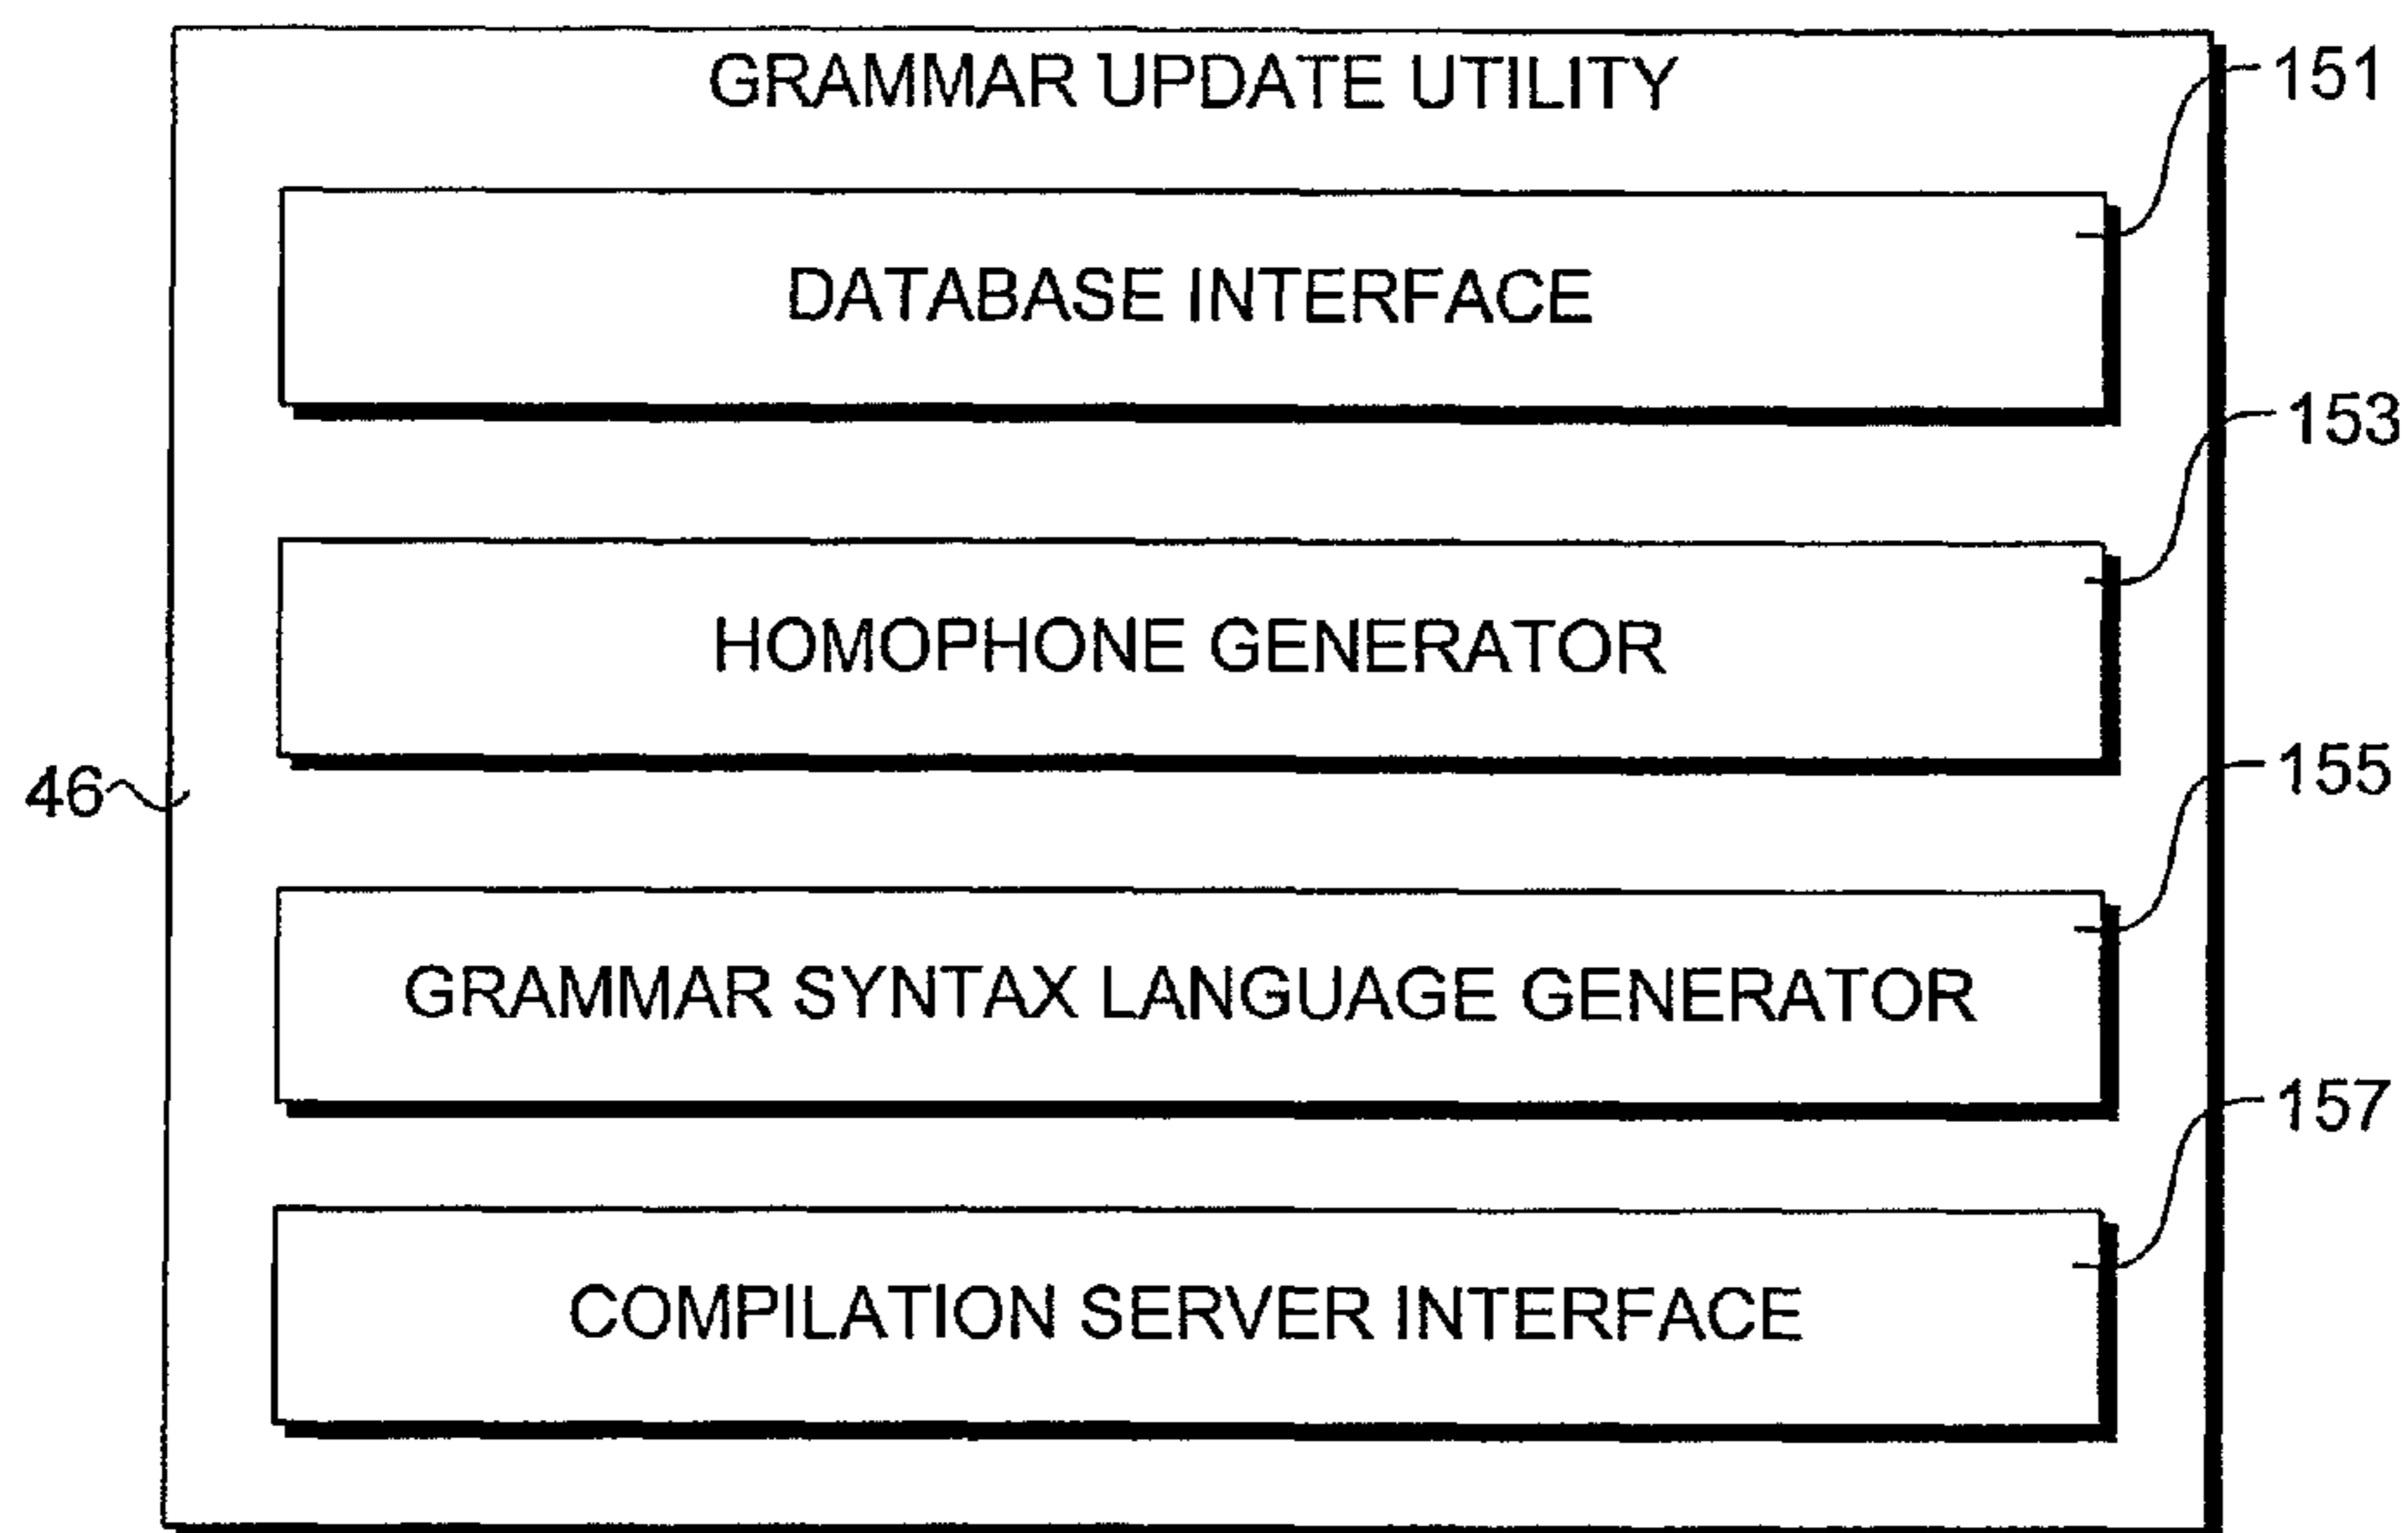 GRAMMAR UPDATE UTILITY
151
DATABASE INTERFACE
153
HOMOPHONE GENERATOR
46
155
GRAMMAR SYNTAX LANGUAGE GENERATOR
157
COMPILATION SERVER INTERFACE